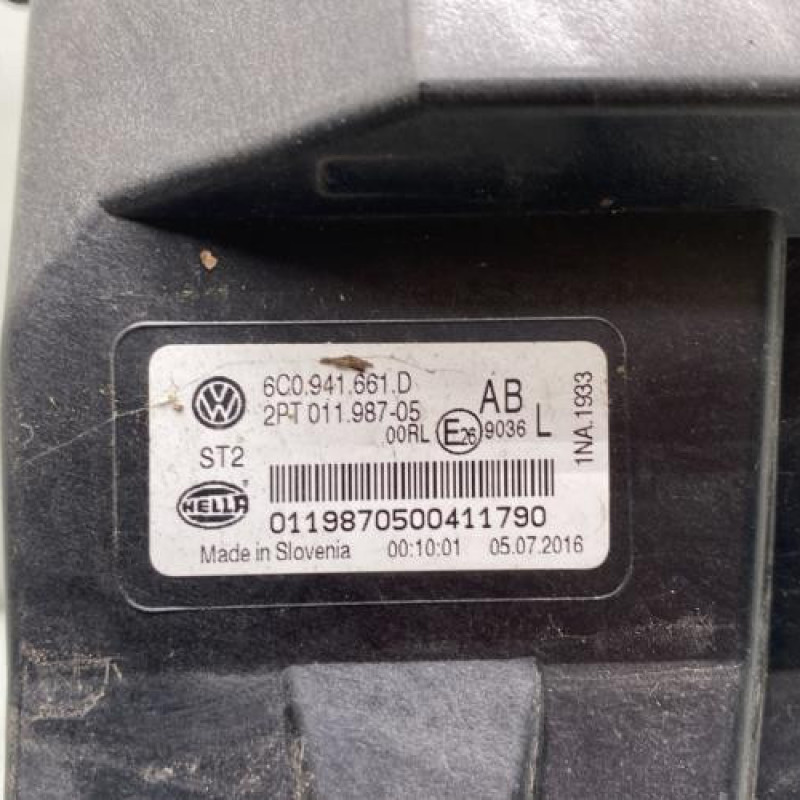 6C0.941.661.D
2PT 011.987-05
AB
00RL E26 9036 L
ST2
HELLA
0119870500411790
Made in Slovenia 00:10:01 05.07.2016
1NA.1933